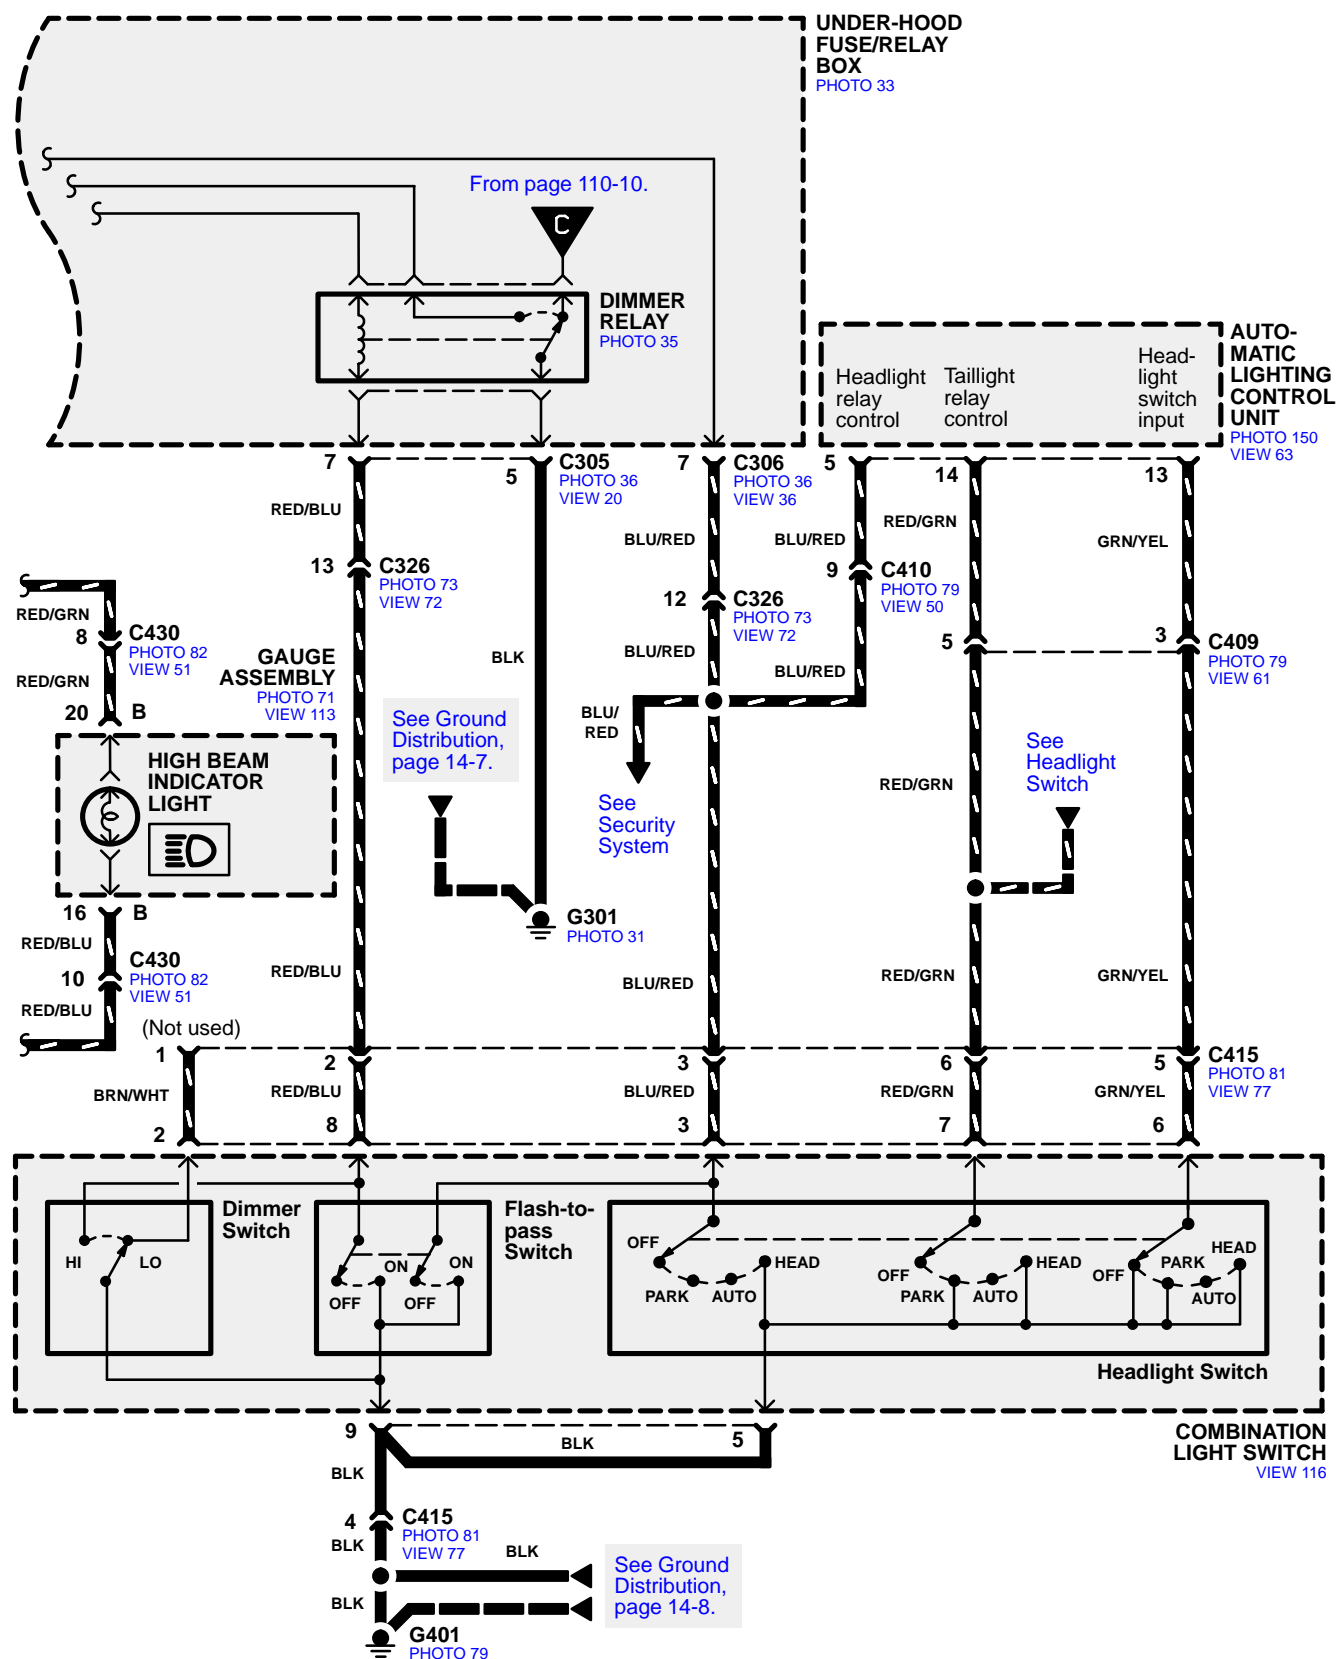 UNDER-HOOD
FUSE/RELAY
BOX
PHOTO 33
From page 110-10.
C
DIMMER
RELAY
PHOTO 35
AUTO-
MATIC
LIGHTING
CONTROL
UNIT
PHOTO 150
VIEW 63
Headlight
relay
control
Taillight
relay
control
Head-
light
switch
input
7
5
C305
PHOTO 36
VIEW 20
7
C306
PHOTO 36
VIEW 36
5
14
13
RED/BLU
BLU/RED
BLU/RED
RED/GRN
GRN/YEL
13
C326
PHOTO 73
VIEW 72
12
C326
PHOTO 73
VIEW 72
9
C410
PHOTO 79
VIEW 50
RED/GRN
8
C430
PHOTO 82
VIEW 51
RED/GRN
20
B
GAUGE
ASSEMBLY
PHOTO 71
VIEW 113
BLK
BLU/RED
BLU/RED
5
3
C409
PHOTO 79
VIEW 61
HIGH BEAM
INDICATOR
LIGHT
See Ground
Distribution,
page 14-7.
BLU/
RED
See
Security
System
RED/GRN
See
Headlight
Switch
G301
PHOTO 31
16
B
RED/BLU
10
C430
PHOTO 82
VIEW 51
RED/BLU
RED/BLU
BLU/RED
RED/GRN
GRN/YEL
(Not used)
1
2
3
6
5
C415
PHOTO 81
VIEW 77
BRN/WHT
RED/BLU
BLU/RED
RED/GRN
GRN/YEL
2
8
3
7
6
Dimmer
Switch
HI
LO
Flash-to-
pass
Switch
ON
ON
OFF
OFF
OFF
PARK
AUTO
HEAD
OFF
PARK
AUTO
HEAD
OFF
PARK
AUTO
HEAD
Headlight Switch
COMBINATION
LIGHT SWITCH
VIEW 116
9
BLK
5
BLK
4
C415
PHOTO 81
VIEW 77
BLK
BLK
See Ground
Distribution,
page 14-8.
BLK
G401
PHOTO 79